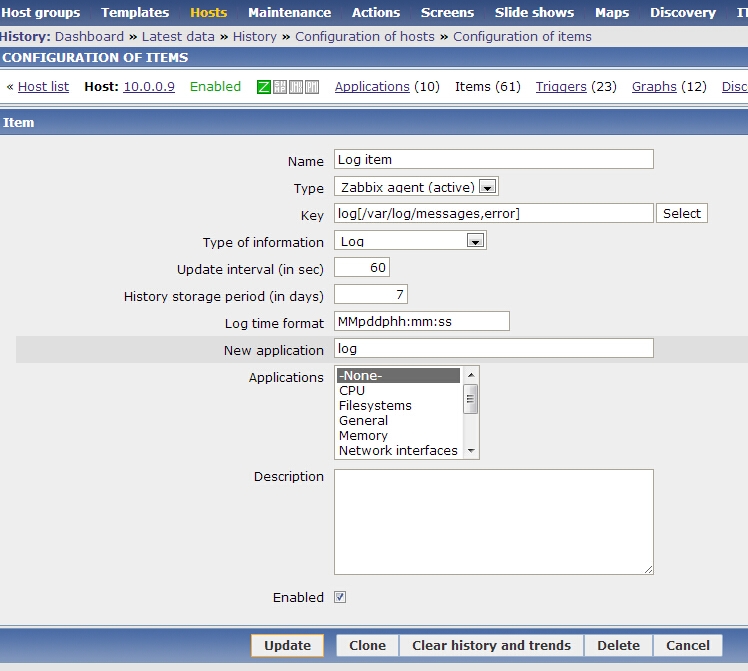 Host groups Templates Hosts Maintenance Actions Screens Slide shows Maps Discovery
History: Dashboard » Latest data » History » Configuration of hosts » Configuration of items
CONFIGURATION OF ITEMS
« Host list Host: 10.0.0.9 Enabled Z Applications (10) Items (61) Triggers (23) Graphs (12) Disc
Item
Name Log item
Type Zabbix agent (active)
Key log[/var/log/messages,error] Select
Type of information Log
Update interval (in sec) 60
History storage period (in days) 7
Log time format MMpddphh:mm:ss
New application log
Applications -None-
CPU
Filesystems
General
Memory
Network interfaces
Description
Enabled
Update Clone Clear history and trends Delete Cancel